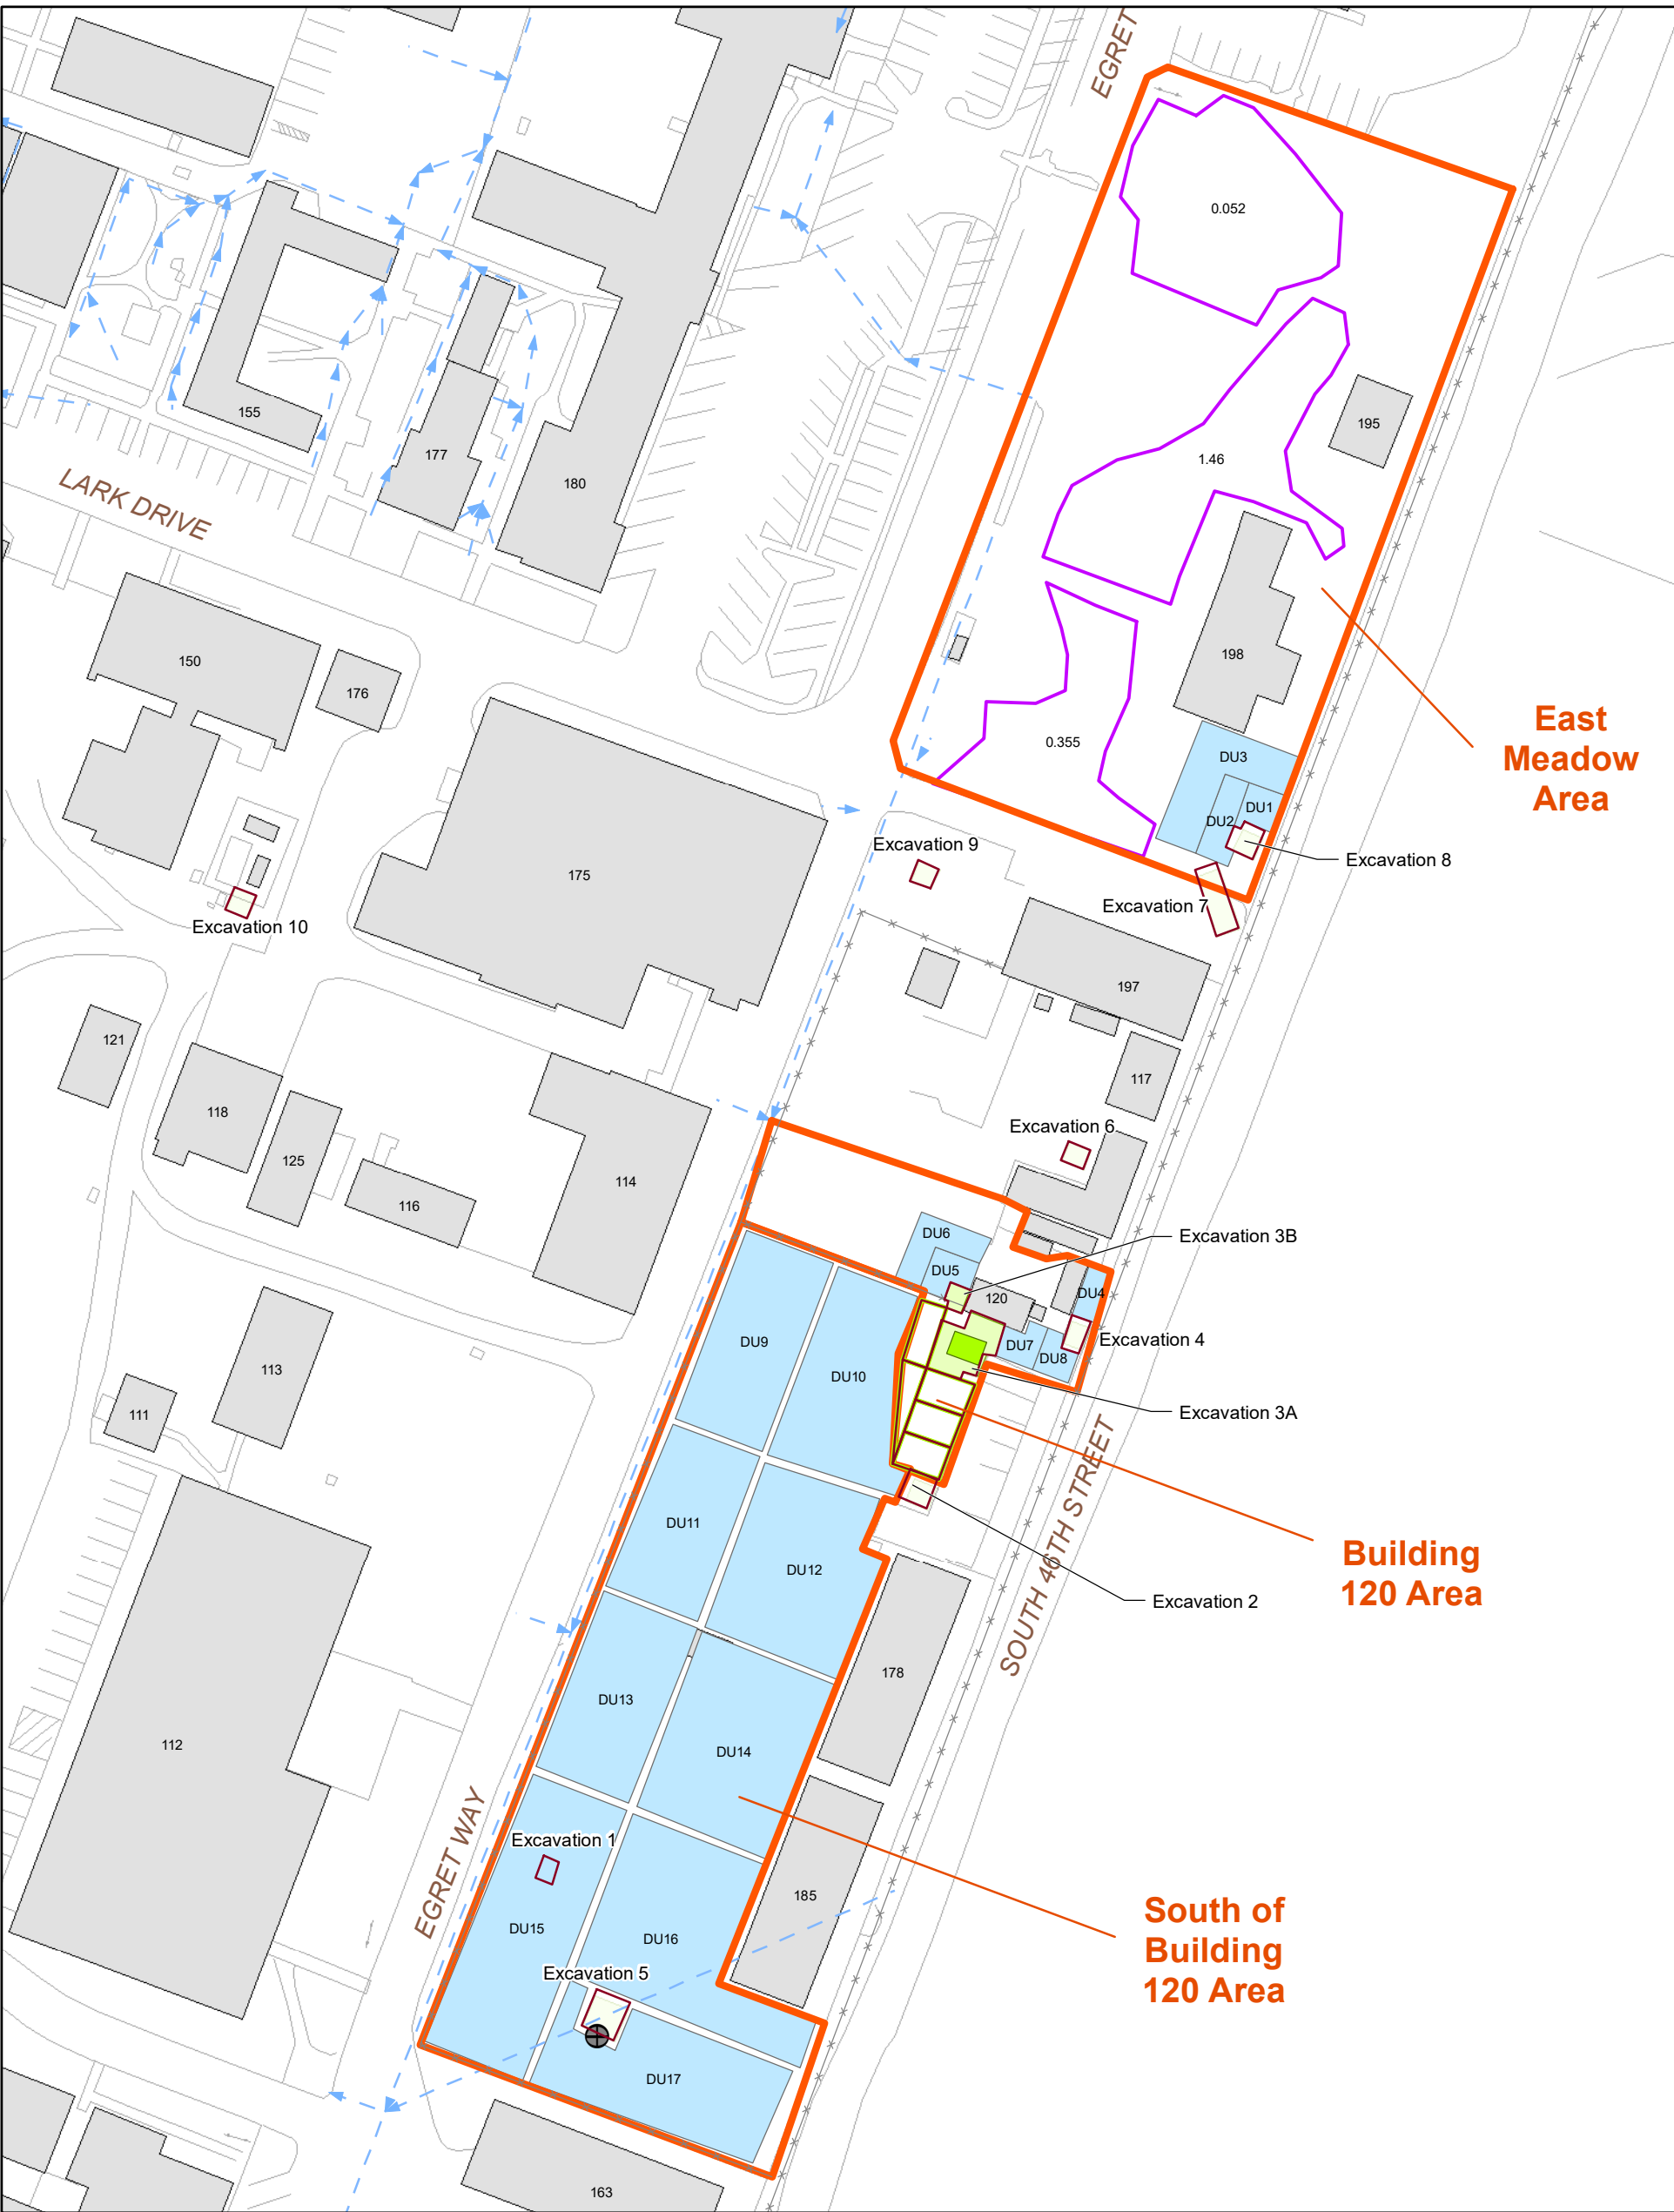 EGRET
0.052
195
155
1.46
177
180
LARK DRIVE
198
150
176
East
Meadow
Area
0.355
DU3
DU1
DU2
Excavation 9
Excavation 8
175
Excavation 7
Excavation 10
197
121
117
118
Excavation 6
125
114
116
DU6
Excavation 3B
DU5
DU4
120
DU9
Excavation 4
DU7
DU8
113
DU10
Excavation 3A
111
SOUTH 46TH STREET
DU11
Building
120 Area
DU12
Excavation 2
178
DU13
112
DU14
EGRET WAY
Excavation 1
185
South of
Building
120 Area
DU15
DU16
Excavation 5
DU17
163